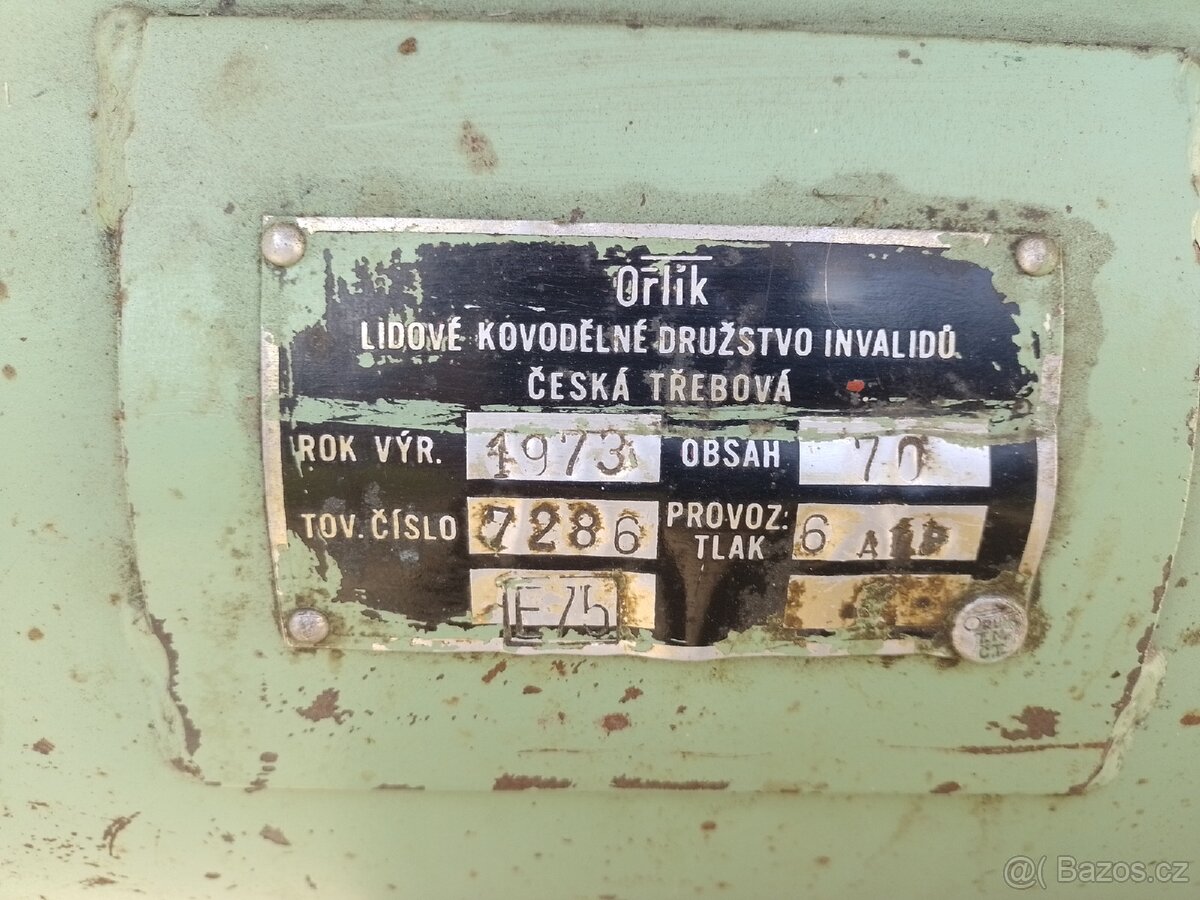 Orlík
LIDOVÉ KOVODĚLNÉ DRUŽSTVO INVALIDŮ
ČESKÁ TŘEBOVÁ
ROK VÝR. 1973 OBSAH 70
TOV. ČÍSLO 7286 PROVOZ. TLAK 6
E 75
@( Bazos.cz